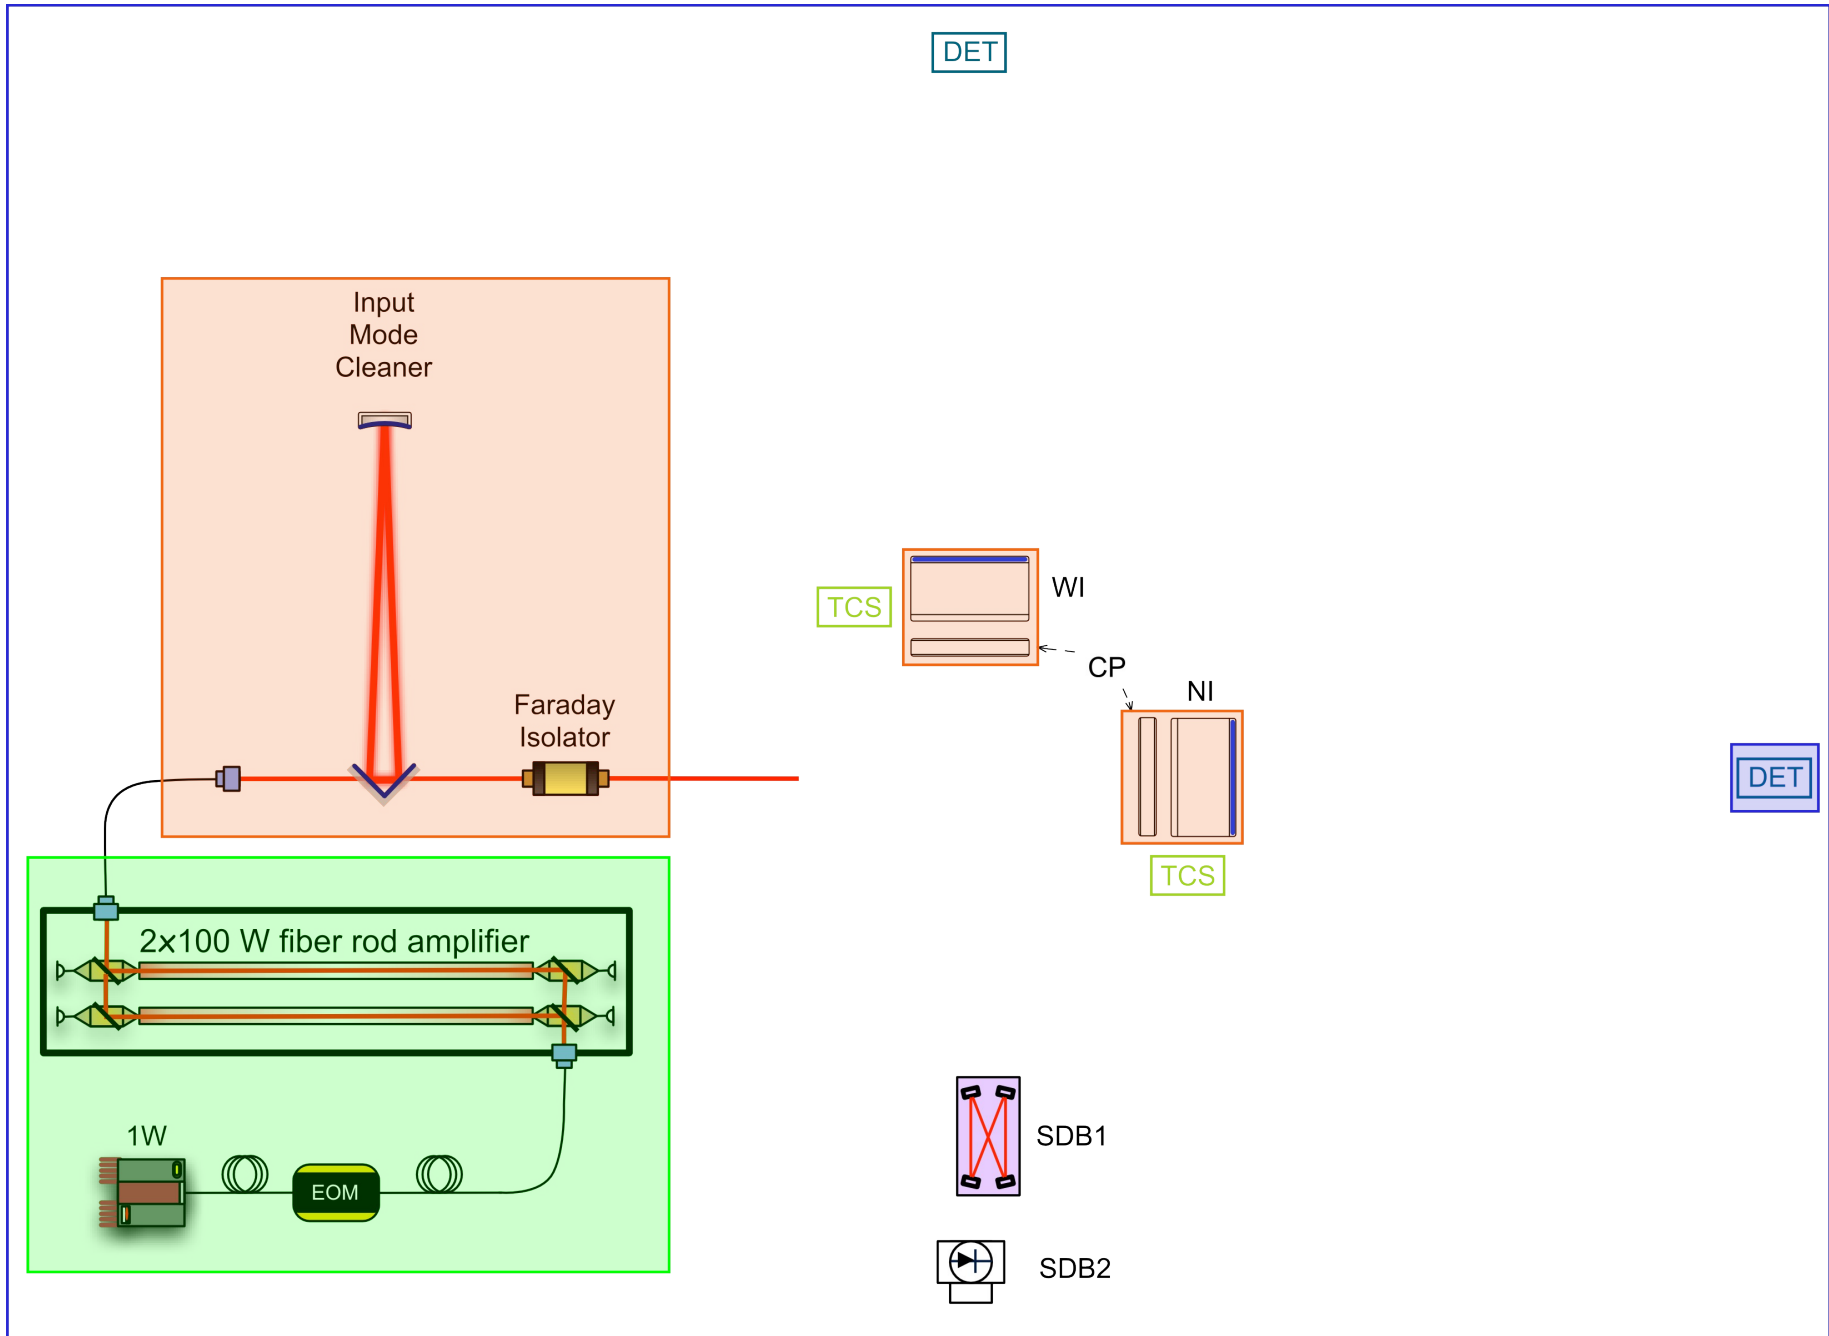 DET
Input
Mode
Cleaner
WI
TCS
CP
NI
Faraday
Isolator
DET
TCS
2x100 W fiber rod amplifier
1W
EOM
SDB1
SDB2